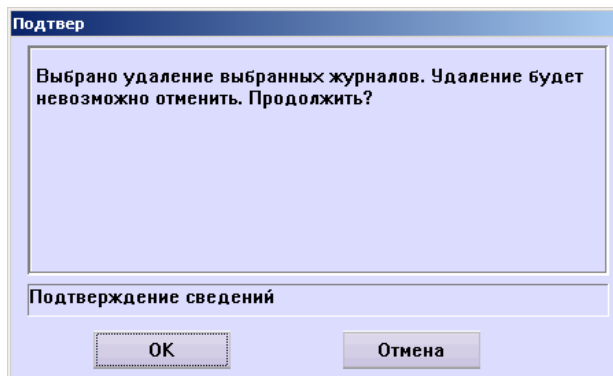 Подтвер
Выбрано удаление выбранных журналов. Удаление будет
невозможно отменить. Продолжить?
Подтверждение сведений
OK
Отмена